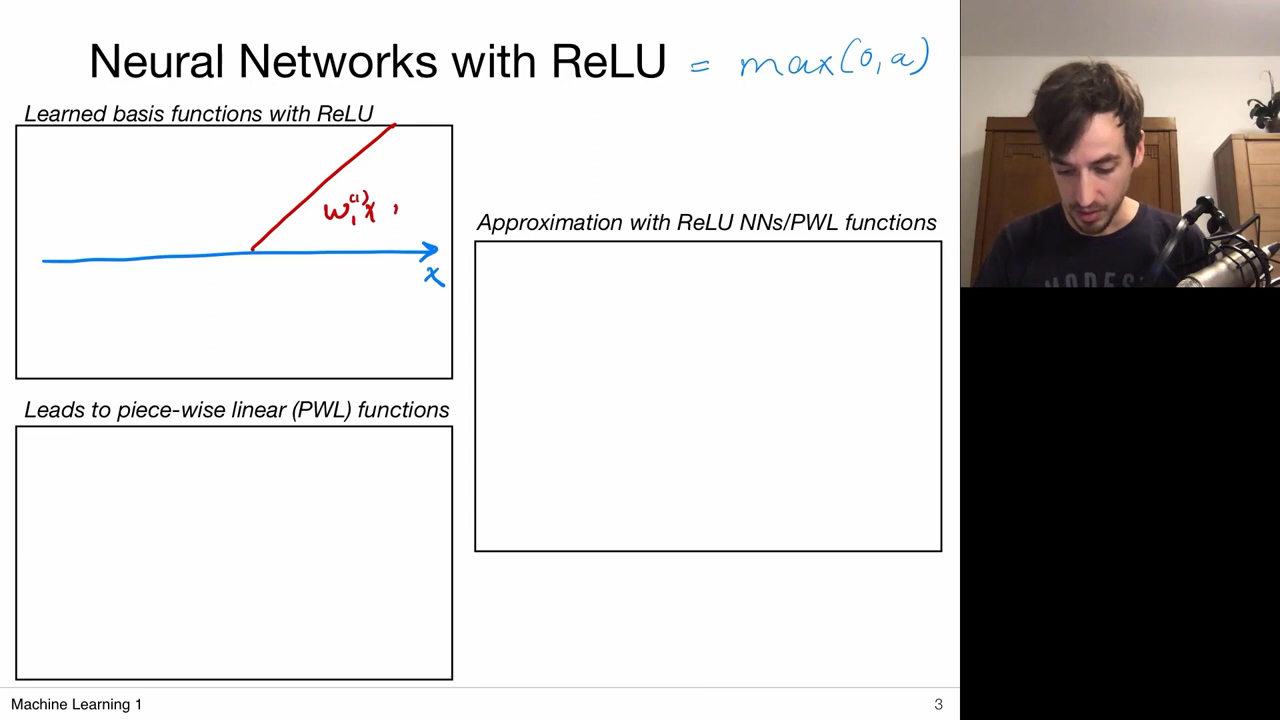 Neural Networks with ReLU = max(0,a)
Learned basis functions with ReLU
w₁⁽¹⁾x
x
Leads to piece-wise linear (PWL) functions
Approximation with ReLU NNs/PWL functions
Machine Learning 1
3